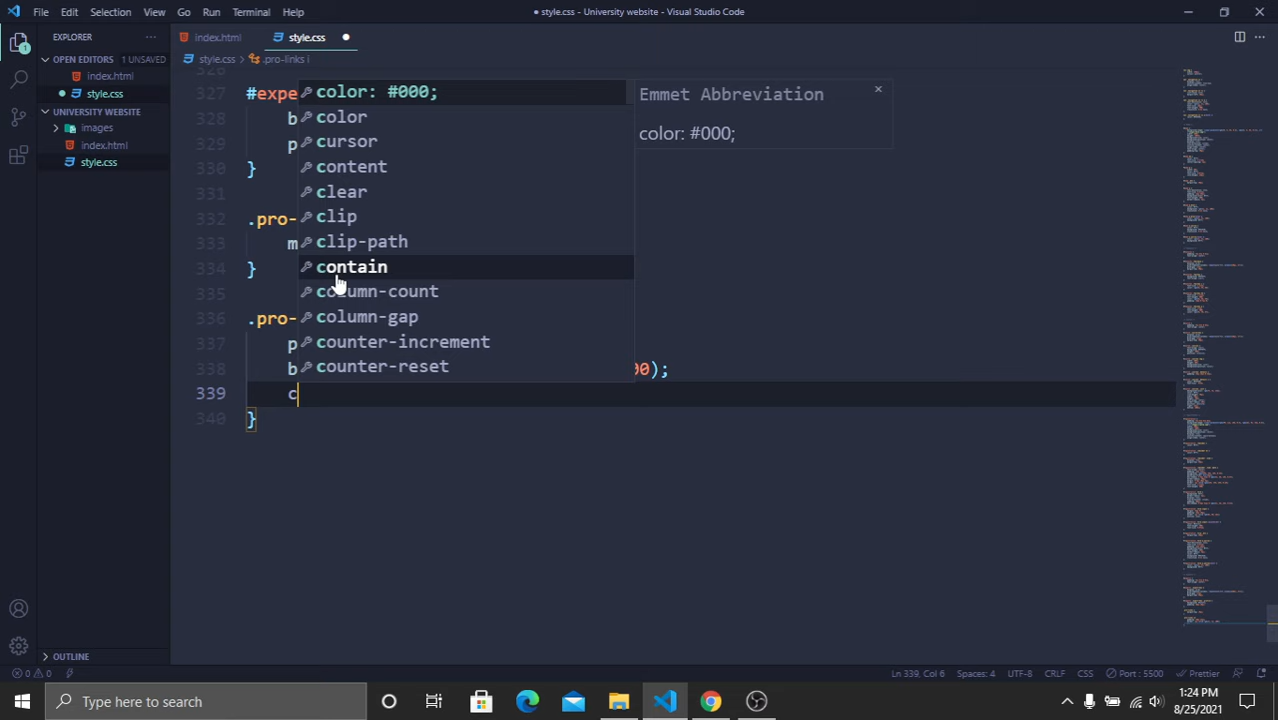 File Edit Selection View Go Run Terminal Help
● style.css - University website - Visual Studio Code
EXPLORER ···
index.html
style.css ●
OPEN EDITORS 1 UNSAVED
index.html
● style.css
UNIVERSITY WEBSITE
images
index.html
style.css
OUTLINE
style.css > .pro-links i
326
327 #expe
328 b
329 p
330 }
331
332 .pro-
333 m
334 }
335
336 .pro-
337 p
338 b 00);
339 c
340 }
color: #000;
color
cursor
content
clear
clip
clip-path
contain
column-count
column-gap
counter-increment
counter-reset
Emmet Abbreviation
color: #000;
0 0
Ln 339, Col 6 Spaces: 4 UTF-8 CRLF CSS Port : 5500 Prettier
Type here to search
1:24 PM
8/25/2021